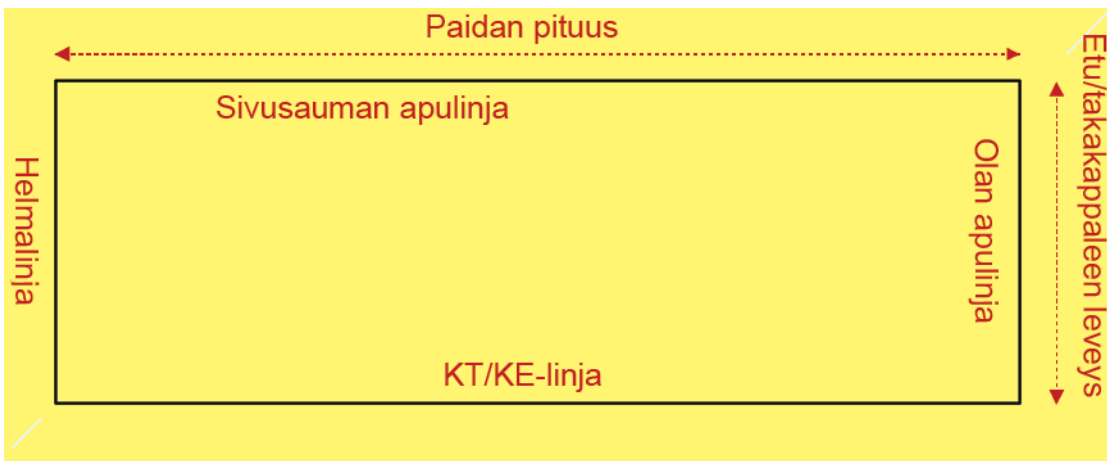 Paidan pituus
Sivusauman apulinja
Helmalinja
Olan apulinja
Etu/takakappaleen leveys
KT/KE-linja